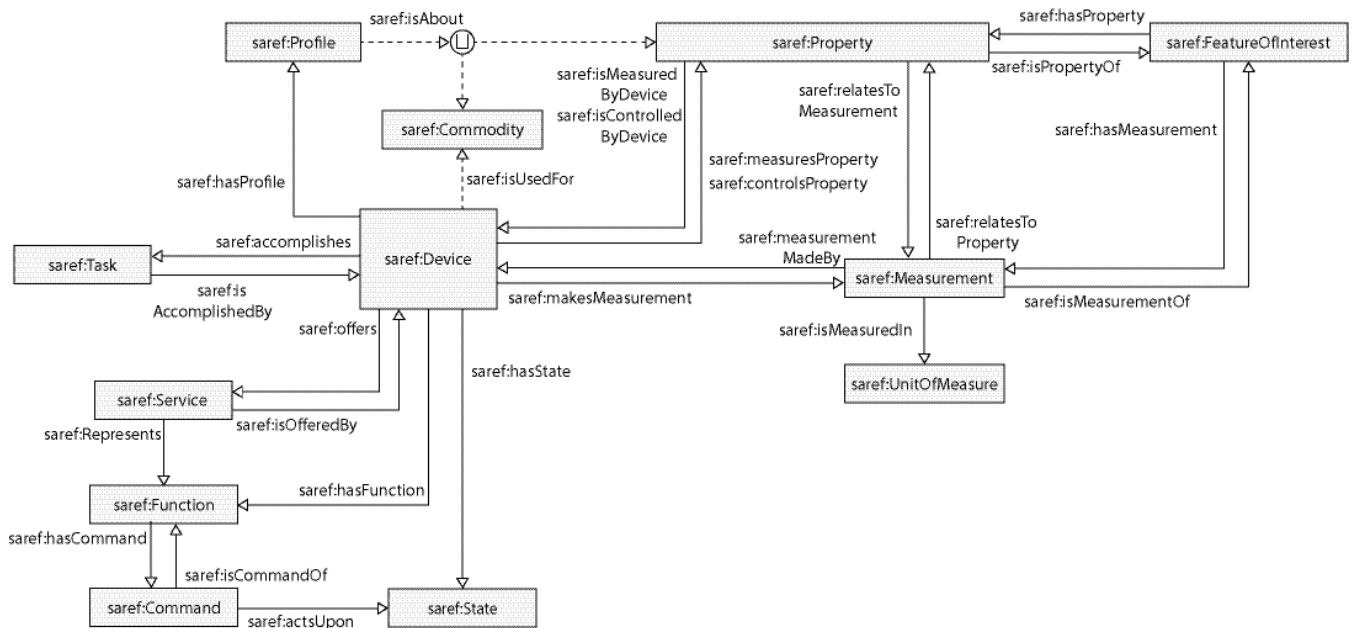 saref:isAbout
saref:hasProperty
saref:Profile
saref:Property
saref:FeatureOfInterest
saref:isMeasured
ByDevice
saref:isControlled
ByDevice
saref:relatesTo
Measurement
saref:isPropertyOf
saref:Commodity
saref:hasMeasurement
saref:measuresProperty
saref:controlsProperty
saref:hasProfile
saref:isUsedFor
saref:relatesTo
Property
saref:accomplishes
saref:measurement
MadeBy
saref:Task
saref:Device
saref:Measurement
saref:is
AccomplishedBy
saref:makesMeasurement
saref:isMeasurementOf
saref:offers
saref:isMeasuredIn
saref:hasState
saref:UnitOfMeasure
saref:Service
saref:isOfferedBy
saref:Represents
saref:hasFunction
saref:Function
saref:hasCommand
saref:isCommandOf
saref:Command
saref:State
saref:actsUpon